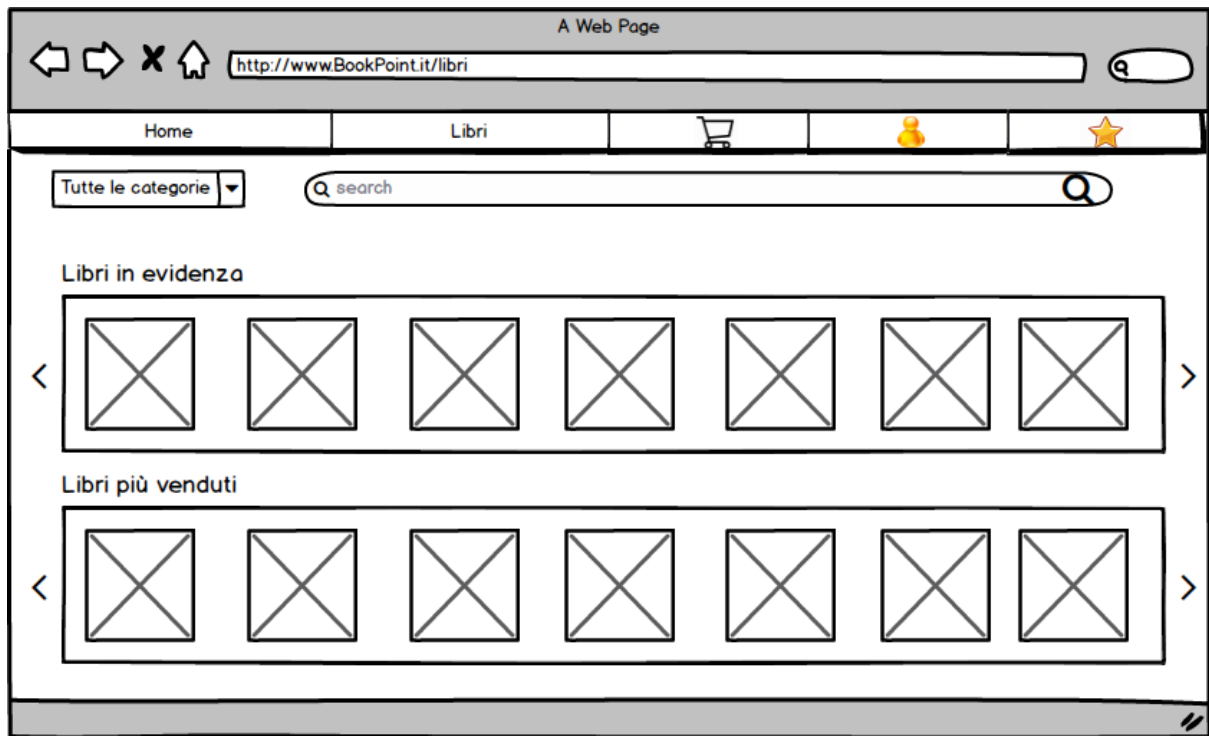 A Web Page
http://www.BookPoint.it/libri
Home
Libri
Tutte le categorie
search
Libri in evidenza
Libri più venduti